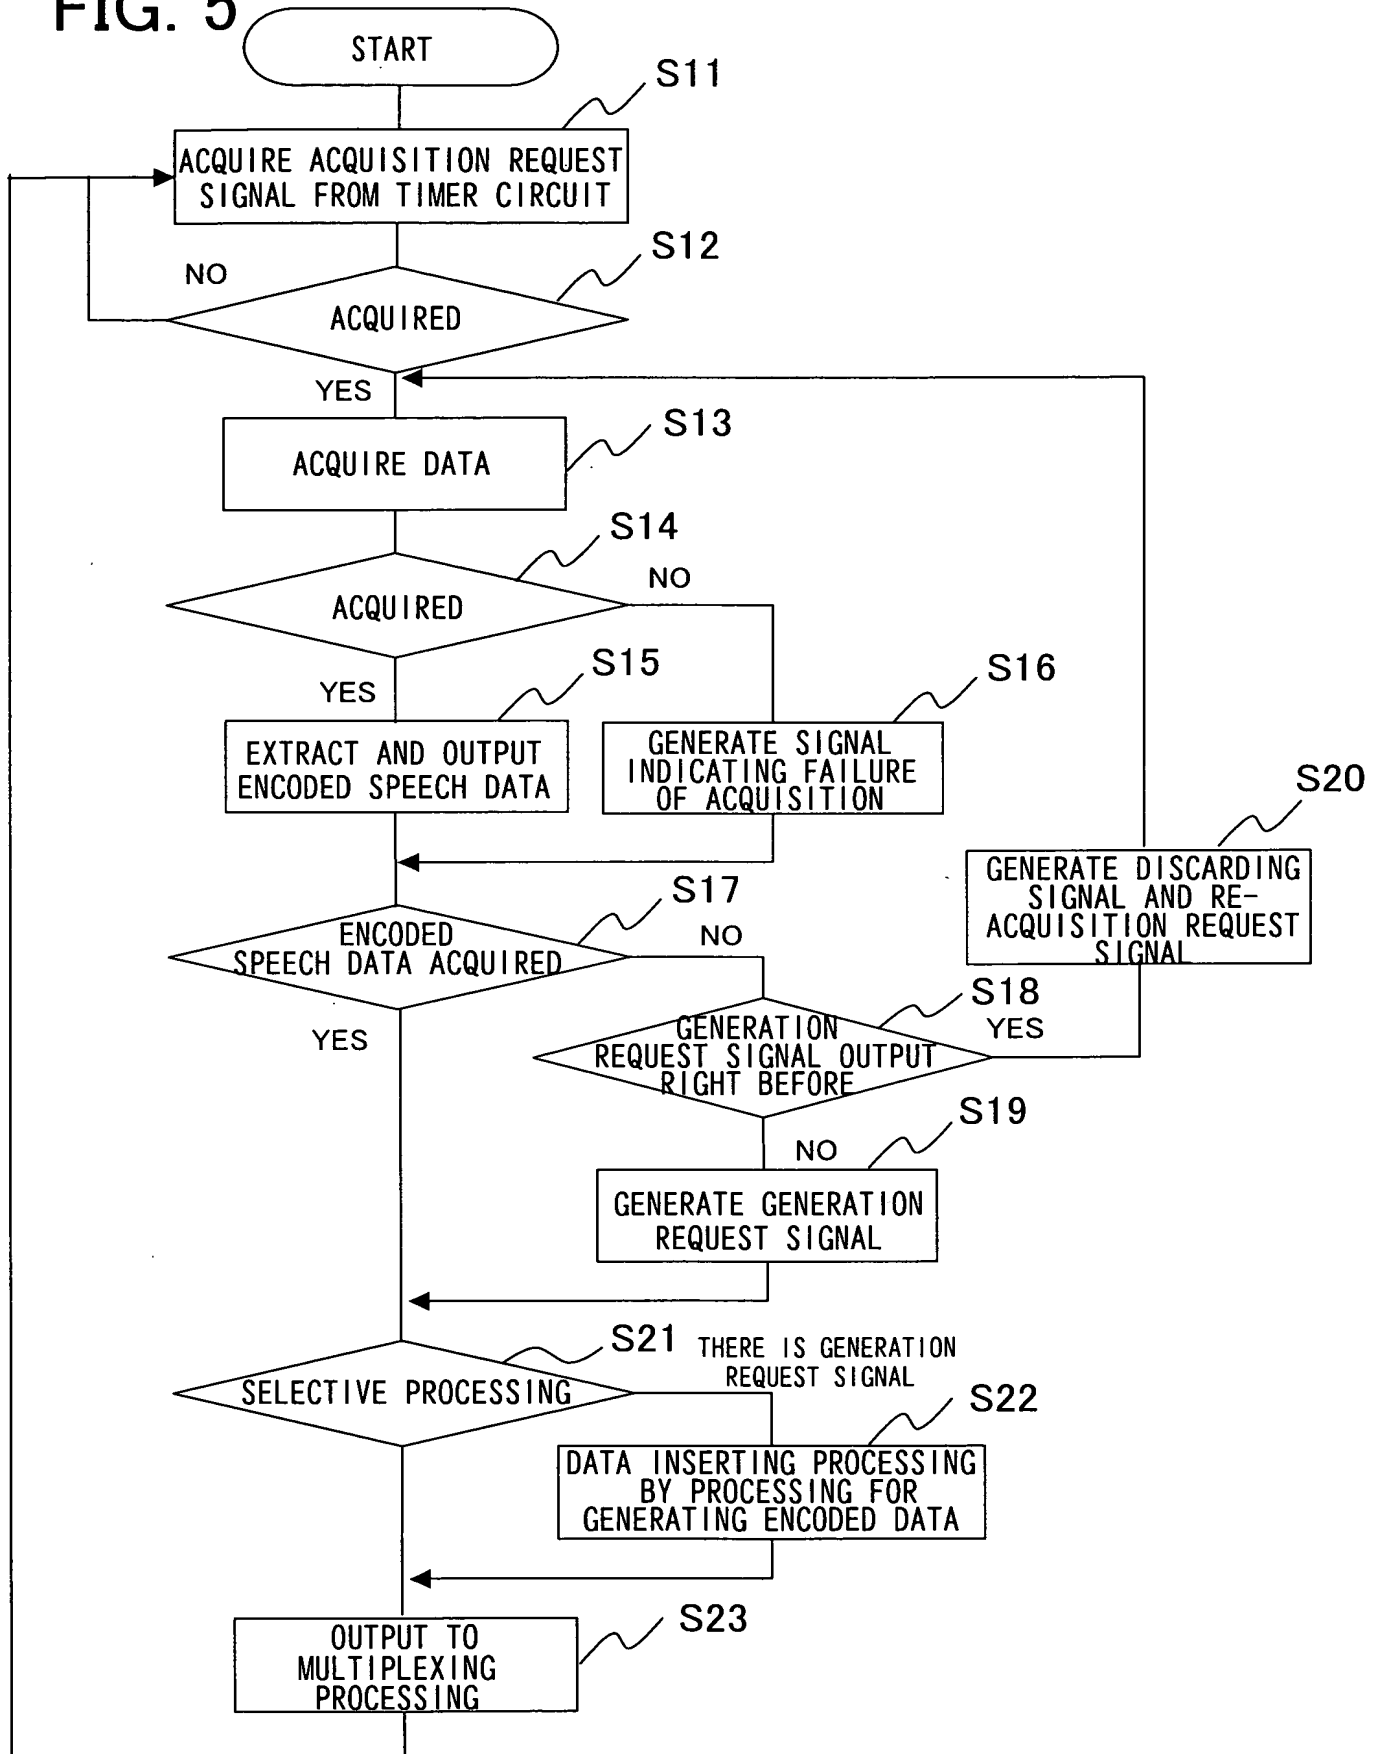 FIG. 5
START
S11
ACQUIRE ACQUISITION REQUEST
SIGNAL FROM TIMER CIRCUIT
S12
NO
ACQUIRED
YES
S13
ACQUIRE DATA
S14
NO
ACQUIRED
YES
S15
S16
EXTRACT AND OUTPUT
ENCODED SPEECH DATA
GENERATE SIGNAL
INDICATING FAILURE
OF ACQUISITION
S20
GENERATE DISCARDING
SIGNAL AND RE-
ACQUISITION REQUEST
SIGNAL
S17
NO
ENCODED
SPEECH DATA ACQUIRED
YES
S18
YES
GENERATION
REQUEST SIGNAL OUTPUT
RIGHT BEFORE
S19
NO
GENERATE GENERATION
REQUEST SIGNAL
S21
THERE IS GENERATION
REQUEST SIGNAL
SELECTIVE PROCESSING
S22
DATA INSERTING PROCESSING
BY PROCESSING FOR
GENERATING ENCODED DATA
S23
OUTPUT TO
MULTIPLEXING
PROCESSING